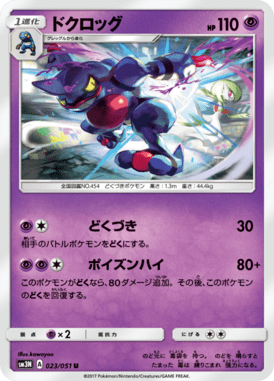 1進化
ドクロッグ
HP 110
グレッグルから進化
全国図鑑NO.454 どくづきポケモン 高さ:1.3m 重さ:44.4kg
どくづき 30
相手のバトルポケモンをどくにする。
ポイズンハイ 80+
このポケモンがどくなら、80ダメージ追加。その後、このポケモン
のどくを回復する。
弱点 ×2 抵抗力 にげる
Illus. kawayoo
sm3N A 023/051 U
©2017 Pokémon/Nintendo/Creatures/GAME FREAK.